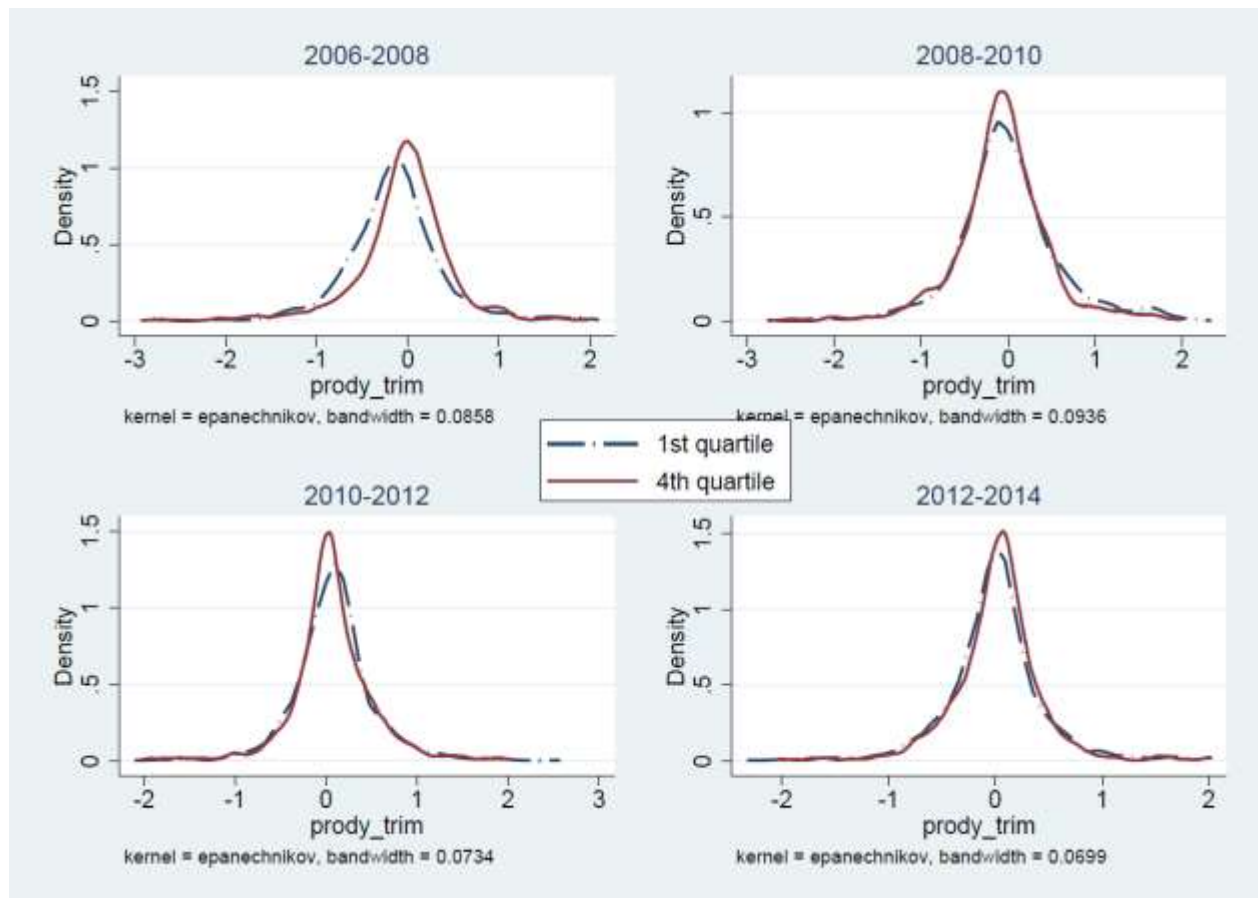 2006-2008
Density
0 .5 1 1.5
-3 -2 -1 0 1 2
prody_trim
kernel = epanechnikov, bandwidth = 0.0858
2008-2010
Density
0 .5 1
-3 -2 -1 0 1 2
prody_trim
kernel = epanechnikov, bandwidth = 0.0936
1st quartile
4th quartile
2010-2012
Density
0 .5 1 1.5
-2 -1 0 1 2 3
prody_trim
kernel = epanechnikov, bandwidth = 0.0734
2012-2014
Density
0 .5 1 1.5
-2 -1 0 1 2
prody_trim
kernel = epanechnikov, bandwidth = 0.0699